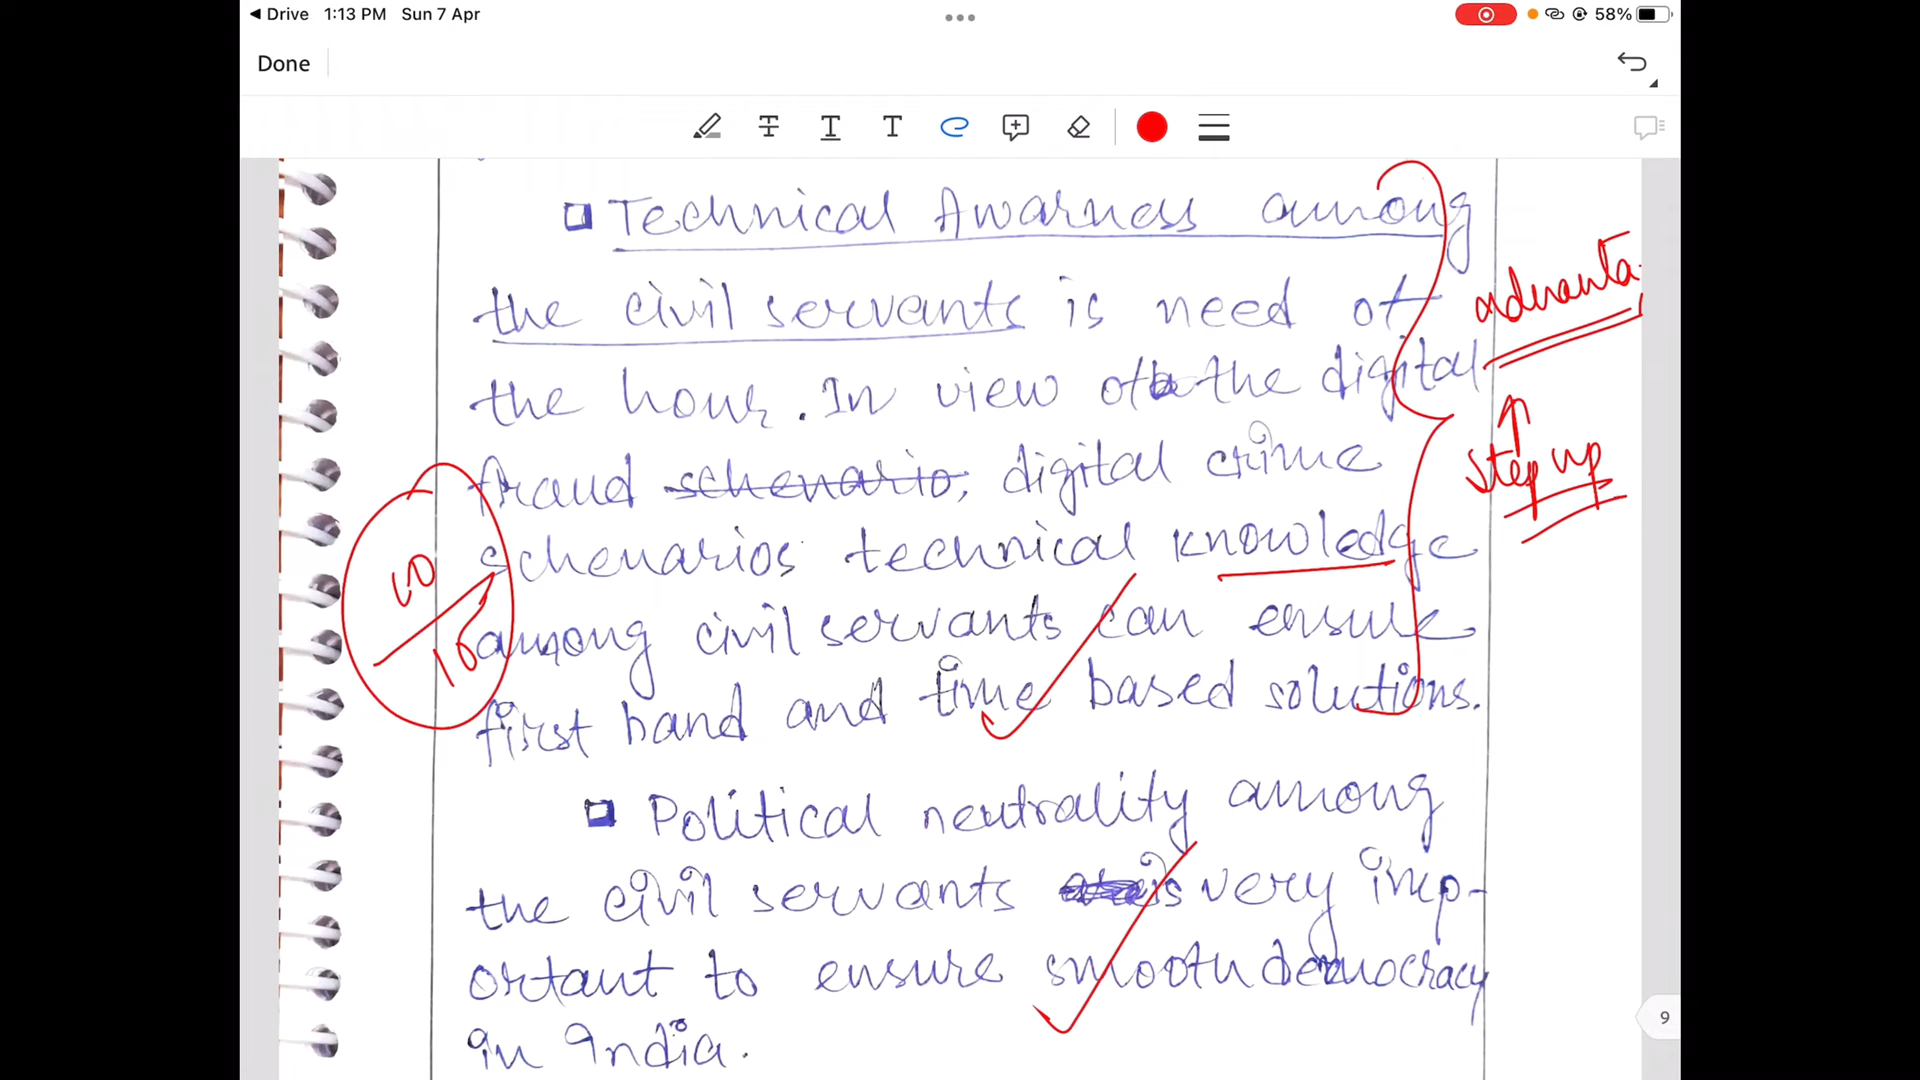 Drive 1:13 PM Sun 7 Apr 58%
Done
Technical Awarness among
the civil servants is need of
the hour. In view of the digital
fraud schenario, digital crime
schenarios technical knowledge
among civil servants can ensure
first hand and time based solutions.
Political neutrality among
the civil servants is very imp-
ortant to ensure smooth democracy
in India.
advanta
step up
10
9